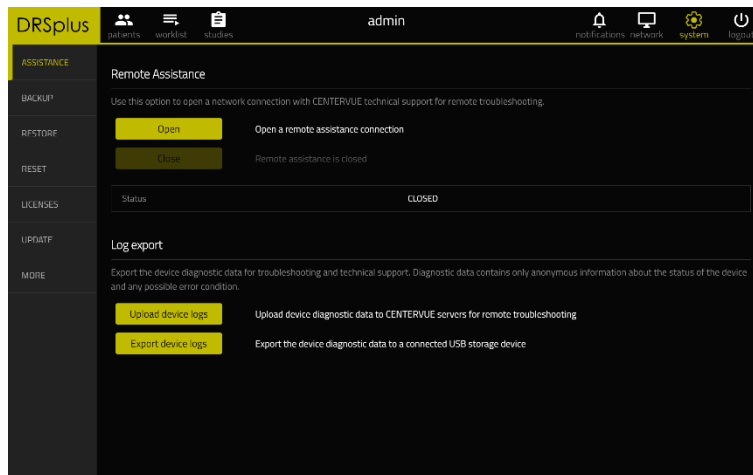 DRSplus
patients
worklist
studies
admin
notifications
network
system
logout
ASSISTANCE
BACKUP
RESTORE
RESET
LICENSES
UPDATE
MORE
Remote Assistance
Use this option to open a network connection with CENTERVUE technical support for remote troubleshooting.
Open
Open a remote assistance connection
Close
Remote assistance is closed
Status
CLOSED
Log export
Export the device diagnostic data for troubleshooting and technical support. Diagnostic data contains only anonymous information about the status of the device
and any possible error condition.
Upload device logs
Upload device diagnostic data to CENTERVUE servers for remote troubleshooting
Export device logs
Export the device diagnostic data to a connected USB storage device